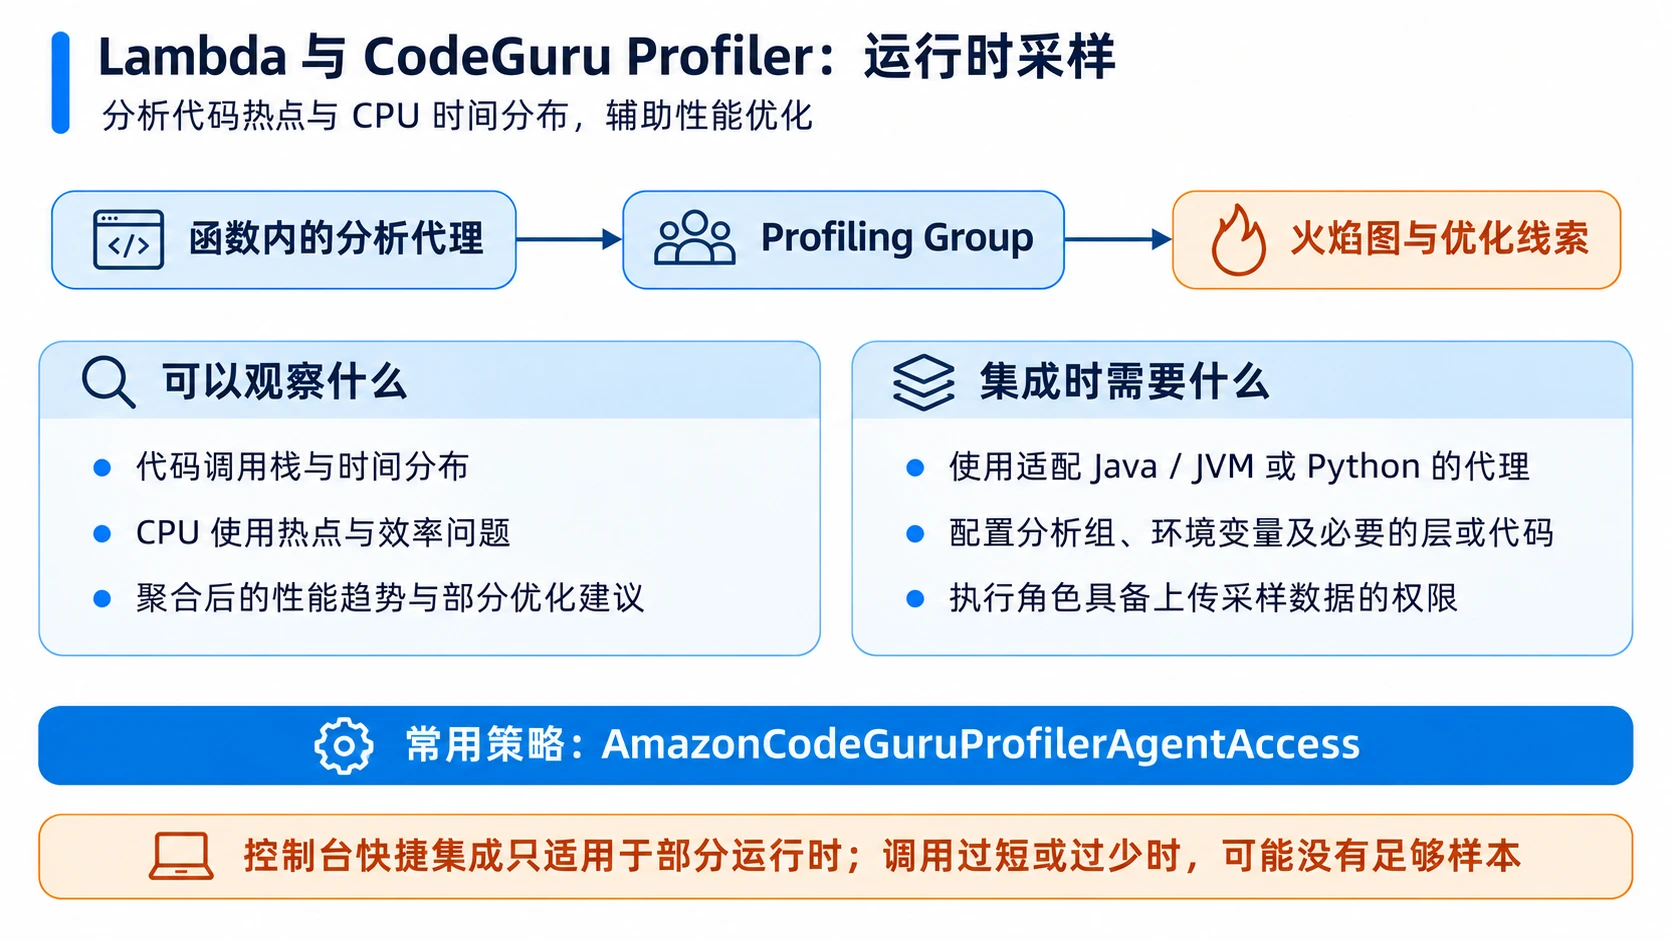 Lambda 与 CodeGuru Profiler：运行时采样
分析代码热点与 CPU 时间分布，辅助性能优化
</>
函数内的分析代理
Profiling Group
火焰图与优化线索
可以观察什么
代码调用栈与时间分布
CPU 使用热点与效率问题
聚合后的性能趋势与部分优化建议
集成时需要什么
使用适配 Java / JVM 或 Python 的代理
配置分析组、环境变量及必要的层或代码
执行角色具备上传采样数据的权限
常用策略：AmazonCodeGuruProfilerAgentAccess
控制台快捷集成只适用于部分运行时；调用过短或过少时，可能没有足够样本